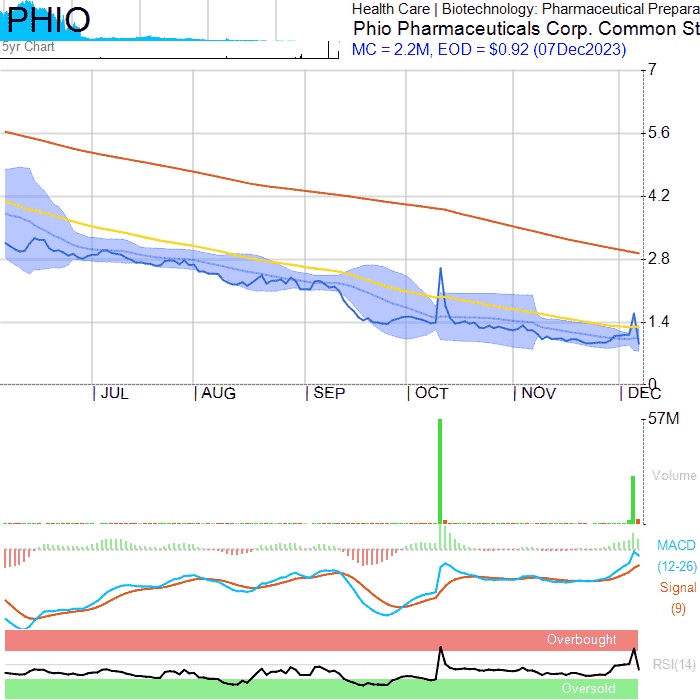 PHIO
5yr Chart
Health Care | Biotechnology: Pharmaceutical Prepara
Phio Pharmaceuticals Corp. Common St
MC = 2.2M, EOD = $0.92 (07Dec2023)
7
5.6
4.2
2.8
1.4
0
JUL AUG SEP OCT NOV DEC
57M
Volume
MACD
(12-26)
Signal
(9)
Overbought
RSI(14)
Oversold